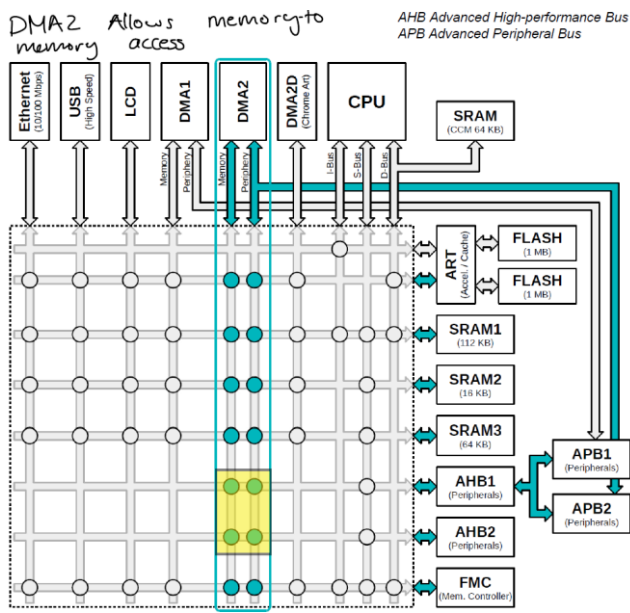 DMA2 Allows memory-to
memory access
AHB Advanced High-performance Bus
APB Advanced Peripheral Bus
Ethernet
(10/100 Mbps)
USB
(High Speed)
LCD
DMA1
DMA2
DMA2D
(Chrome Art)
CPU
SRAM
(CCM 64 KB)
Memory
Periphery
Memory
Periphery
I-Bus
S-Bus
D-Bus
ART
(Accel. / Cache)
FLASH
(1 MB)
FLASH
(1 MB)
SRAM1
(112 KB)
SRAM2
(16 KB)
SRAM3
(64 KB)
AHB1
(Peripherals)
APB1
(Peripherals)
APB2
(Peripherals)
AHB2
(Peripherals)
FMC
(Mem. Controller)